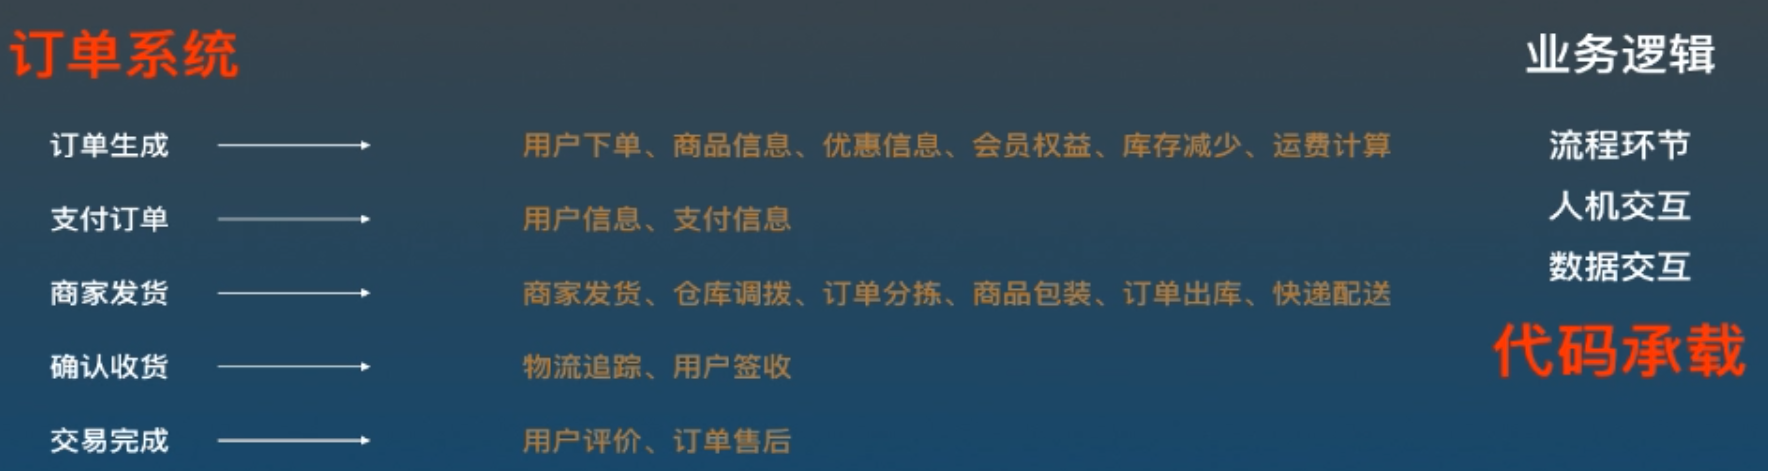 订单系统
业务逻辑
订单生成
用户下单、商品信息、优惠信息、会员权益、库存减少、运费计算
流程环节
支付订单
用户信息、支付信息
人机交互
数据交互
商家发货
商家发货、仓库调拨、订单分拣、商品包装、订单出库、快递配送
代码承载
确认收货
物流追踪、用户签收
交易完成
用户评价、订单售后